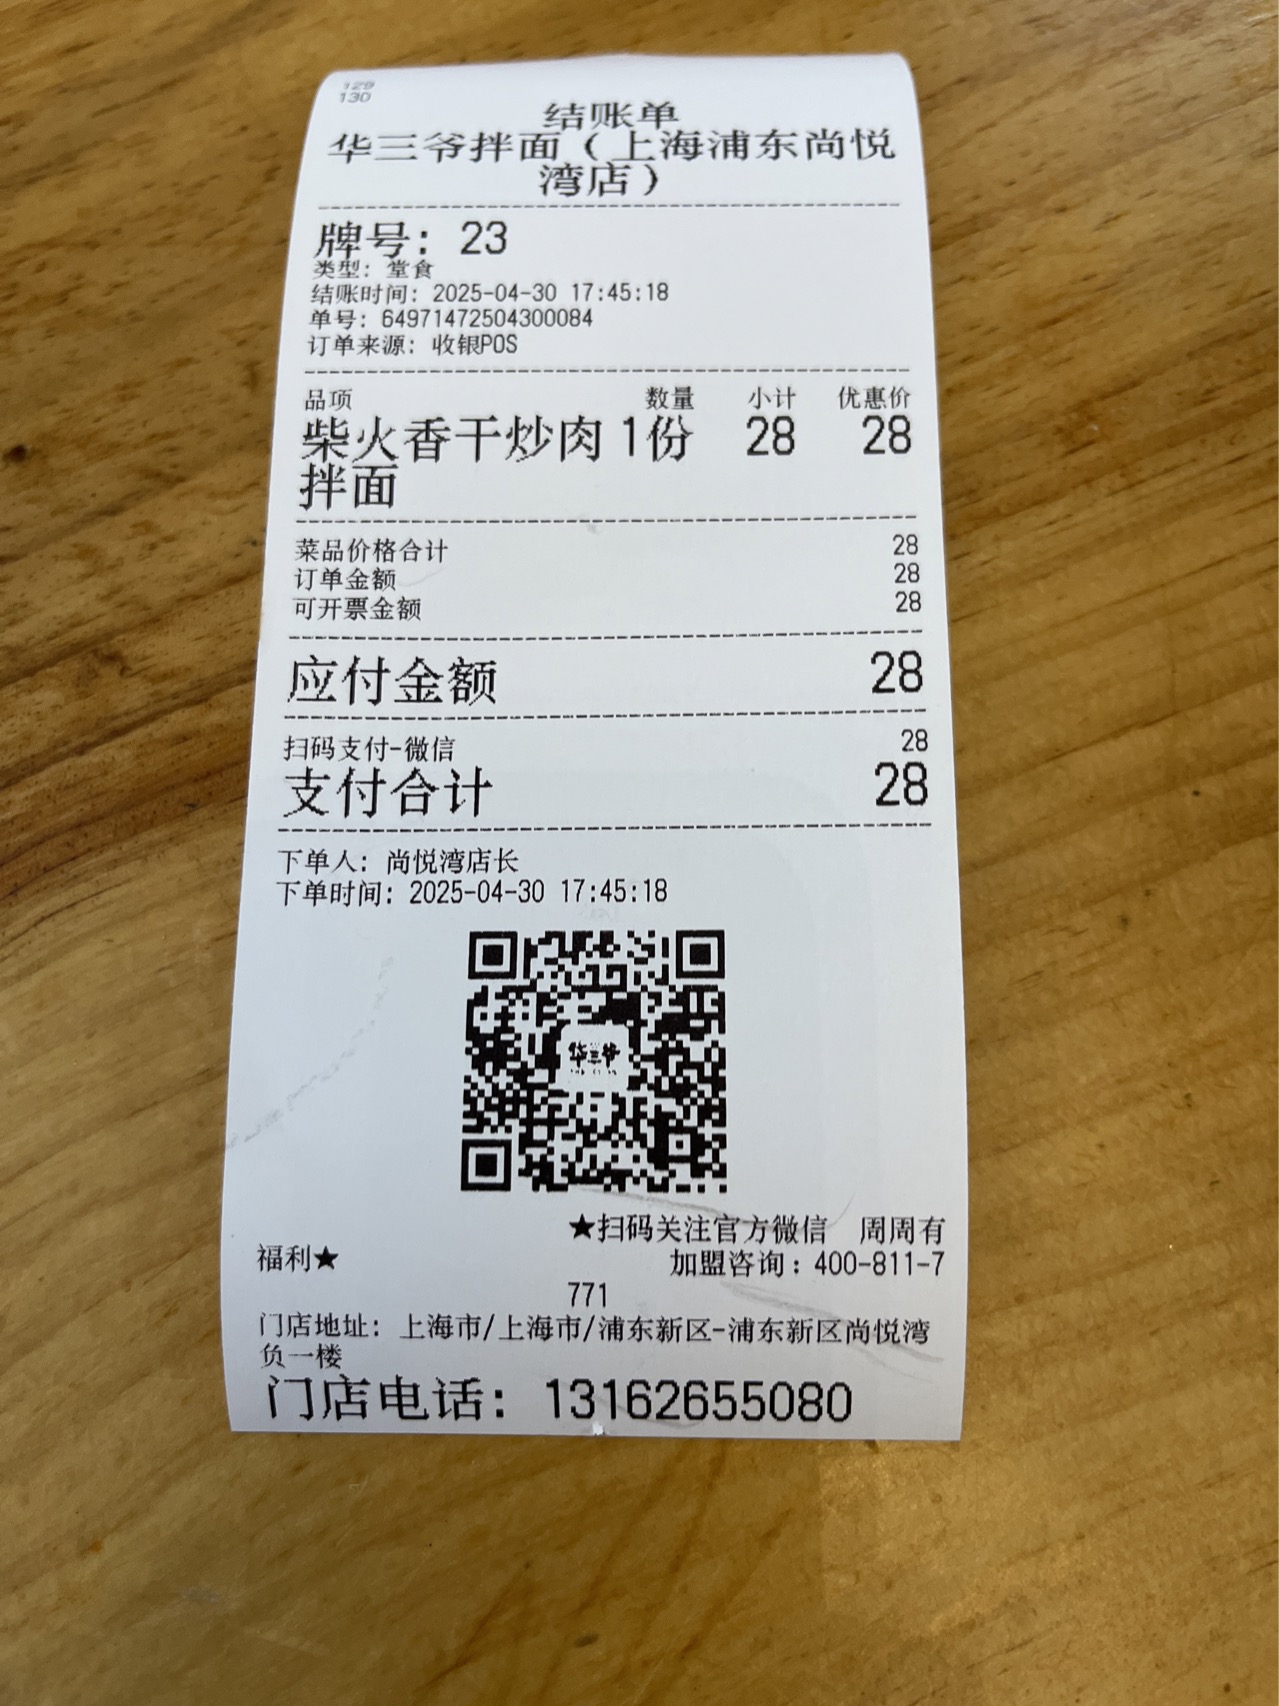 129
130
结账单
华三爷拌面（上海浦东尚悦
湾店）
牌号：23
类型：堂食
结账时间：2025-04-30 17:45:18
单号：64971472504300084
订单来源：收银POS
品项 数量 小计 优惠价
柴火香干炒肉 1份 28 28
拌面
菜品价格合计 28
订单金额 28
可开票金额 28
应付金额 28
扫码支付-微信 28
支付合计 28
下单人：尚悦湾店长
下单时间：2025-04-30 17:45:18
华三爷
★扫码关注官方微信 周周有
福利★ 加盟咨询：400-811-7
771
门店地址：上海市/上海市/浦东新区-浦东新区尚悦湾
负一楼
门店电话：13162655080